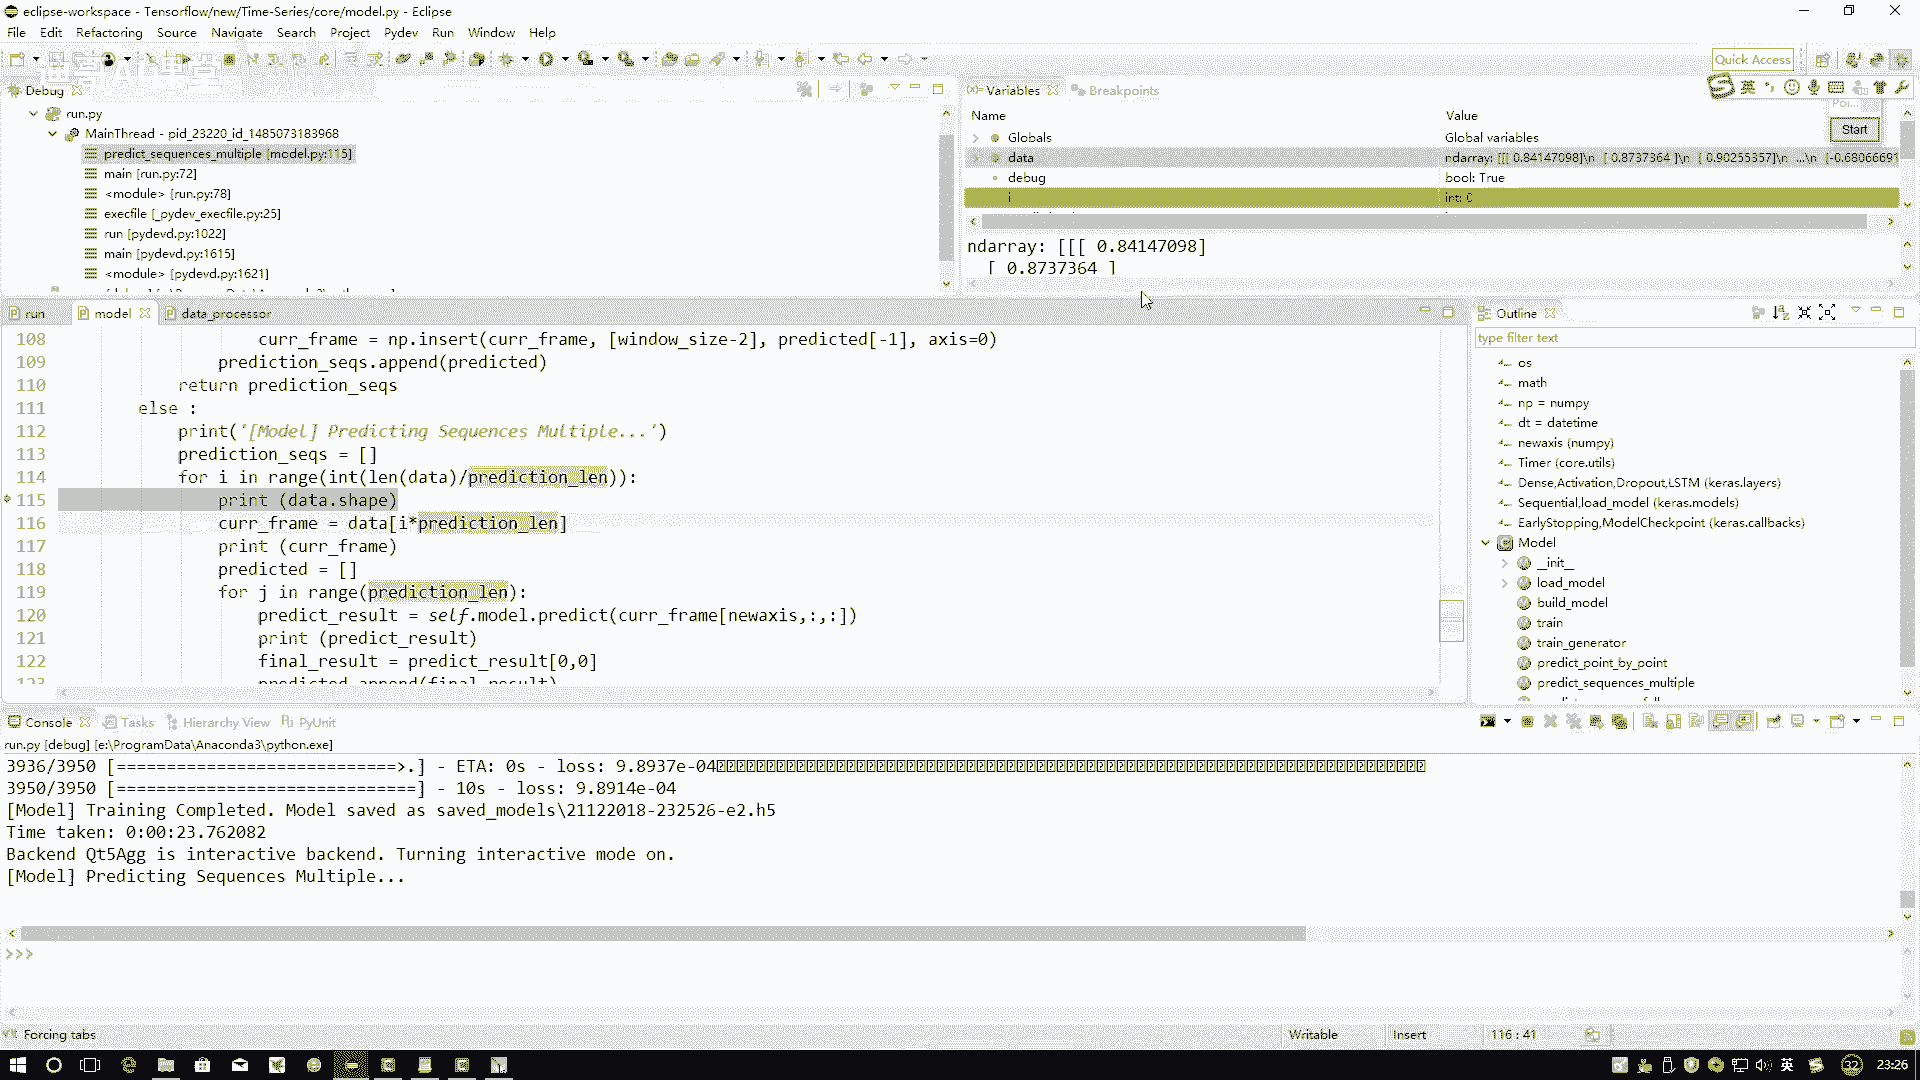 eclipse-workspace - Tensorflow/new/Time-Series/core/model.py - Eclipse
File Edit Refactoring Source Navigate Search Project Pydev Run Window Help
Quick Access
Debug
run.py
MainThread - pid_23220_id_1485073183968
predict_sequences_multiple [model.py:115]
main [run.py:72]
<module> [run.py:78]
execfile [_pydev_execfile.py:25]
run [pydevd.py:1022]
main [pydevd.py:1615]
<module> [pydevd.py:1621]
Variables Breakpoints
英
Name Value
Start
Globals Global variables
data ndarray: [[[ 0.84147098]\n [ 0.8737364 ]\n [ 0.90255357]\n ...\n [-0.68066691
debug bool: True
i int: 0
ndarray: [[[ 0.84147098]
[ 0.8737364 ]
run model data_processor
108 curr_frame = np.insert(curr_frame, [window_size-2], predicted[-1], axis=0)
109 prediction_seqs.append(predicted)
110 return prediction_seqs
111 else :
112 print('[Model] Predicting Sequences Multiple...')
113 prediction_seqs = []
114 for i in range(int(len(data)/prediction_len)):
115 print (data.shape)
116 curr_frame = data[i*prediction_len]
117 print (curr_frame)
118 predicted = []
119 for j in range(prediction_len):
120 predict_result = self.model.predict(curr_frame[newaxis,:,:])
121 print (predict_result)
122 final_result = predict_result[0,0]
123 predicted.append(final_result)
Outline
type filter text
os
math
np = numpy
dt = datetime
newaxis (numpy)
Timer (core.utils)
Dense,Activation,Dropout,LSTM (keras.layers)
Sequential,load_model (keras.models)
EarlyStopping,ModelCheckpoint (keras.callbacks)
Model
__init__
load_model
build_model
train
train_generator
predict_point_by_point
predict_sequences_multiple
Console Tasks Hierarchy View PyUnit
run.py [debug] [e:\ProgramData\Anaconda3\python.exe]
3936/3950 [============================>.] - ETA: 0s - loss: 9.8937e-04
3950/3950 [==============================] - 10s - loss: 9.8914e-04
[Model] Training Completed. Model saved as saved_models\21122018-232526-e2.h5
Time taken: 0:00:23.762082
Backend Qt5Agg is interactive backend. Turning interactive mode on.
[Model] Predicting Sequences Multiple...
>>>
Forcing tabs Writable Insert 116 : 41
英 32 23:26